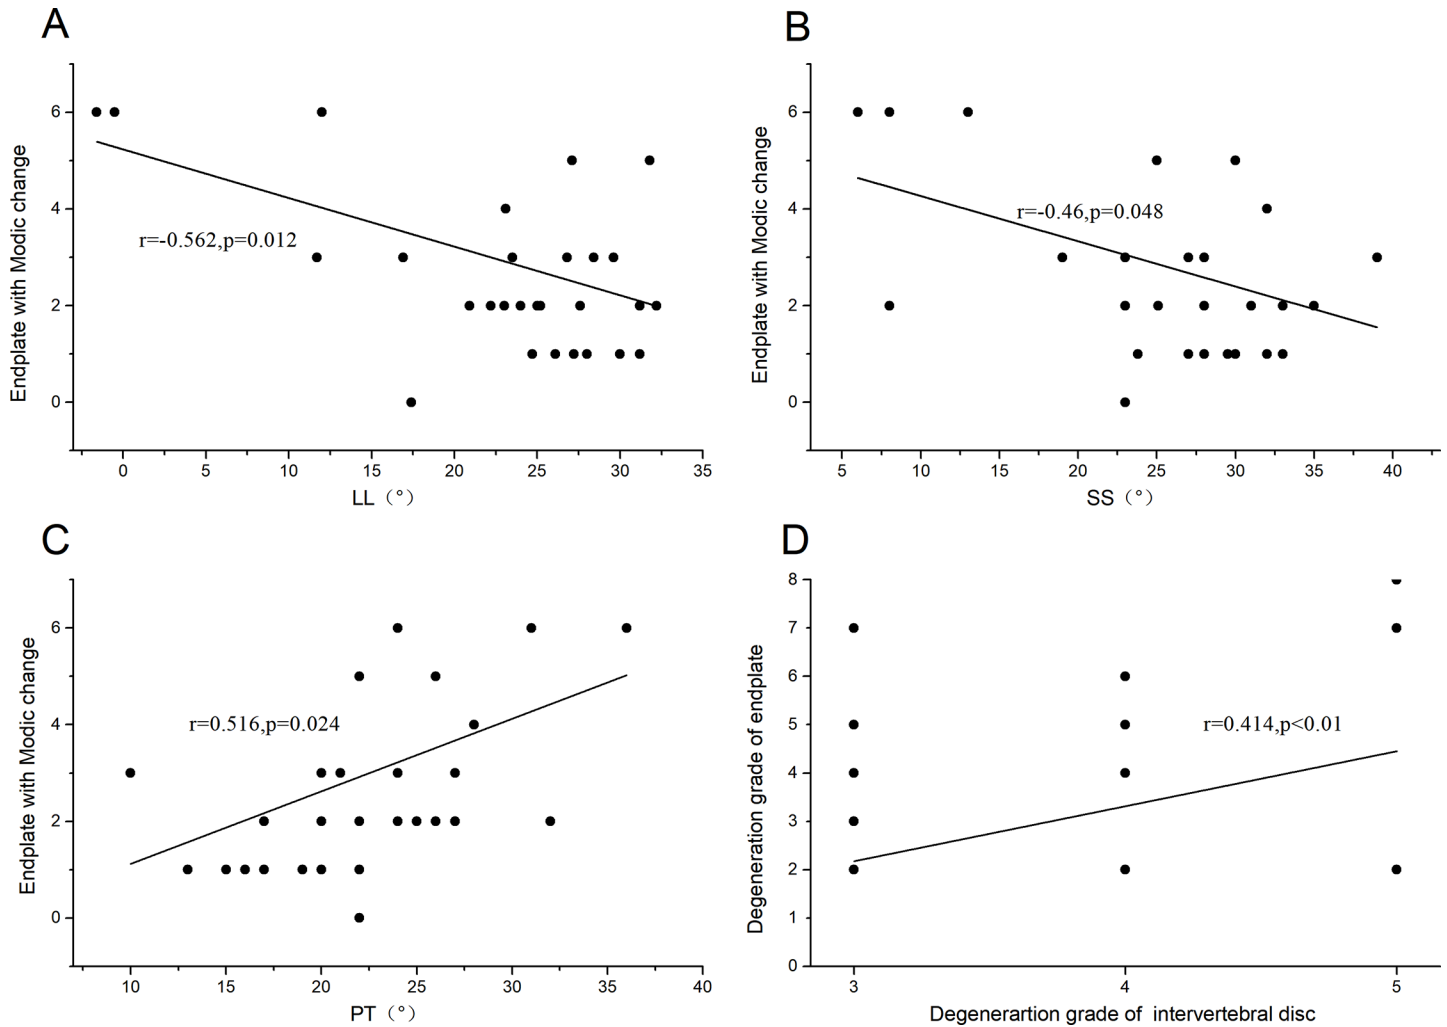 A
Endplate with Modic change
6
4
2
0
r=-0.562,p=0.012
0 5 10 15 20 25 30 35
LL（°）
B
Endplate with Modic change
6
4
2
0
r=-0.46,p=0.048
5 10 15 20 25 30 35 40
SS（°）
C
Endplate with Modic change
6
4
2
0
r=0.516,p=0.024
10 15 20 25 30 35 40
PT（°）
D
Degeneration grade of endplate
8
7
6
5
4
3
2
1
0
r=0.414,p<0.01
3 4 5
Degenerartion grade of intervertebral disc